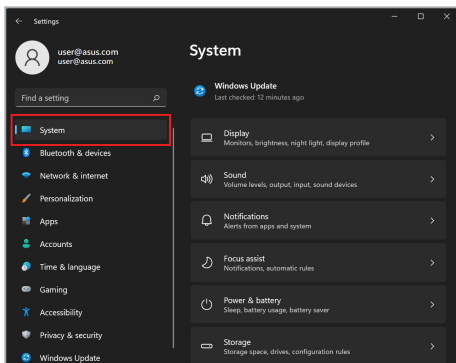 Settings
user@asus.com
user@asus.com
Find a setting
System
Bluetooth & devices
Network & internet
Personalization
Apps
Accounts
Time & language
Gaming
Accessibility
Privacy & security
Windows Update
System
Windows Update
Last checked: 12 minutes ago
Display
Monitors, brightness, night light, display profile
Sound
Volume levels, output, input, sound devices
Notifications
Alerts from apps and system
Focus assist
Notifications, automatic rules
Power & battery
Sleep, battery usage, battery saver
Storage
Storage space, drives, configuration rules